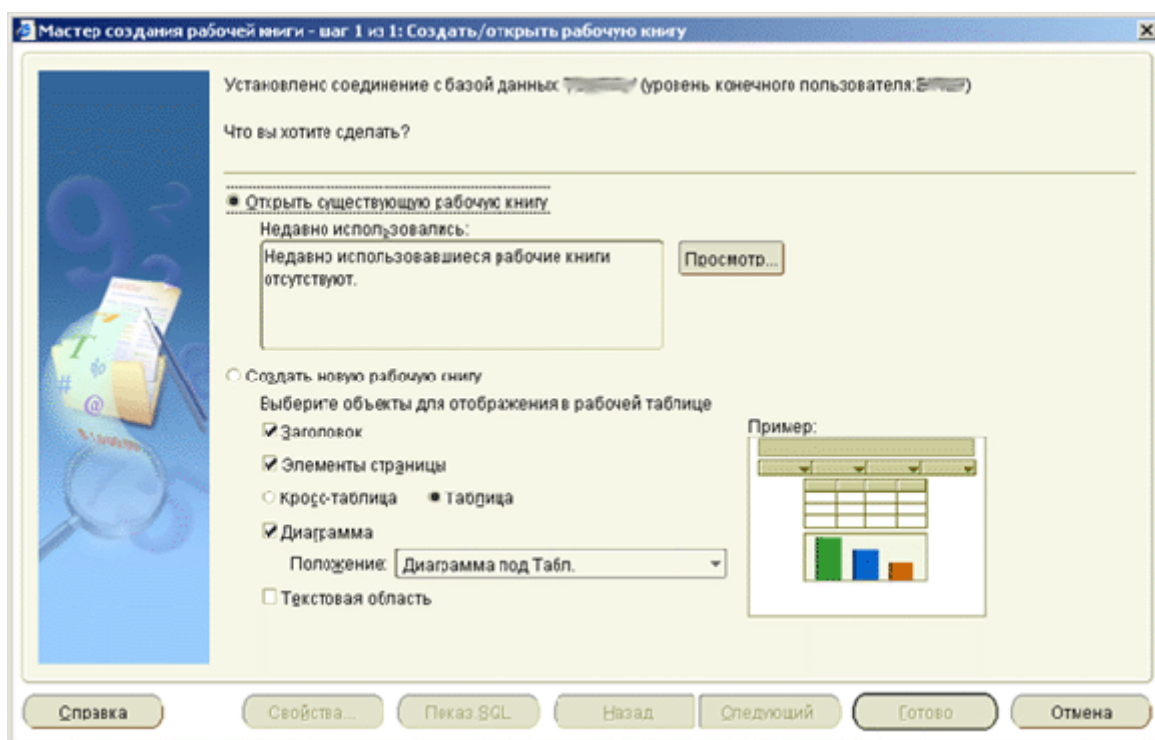 Мастер создания рабочей книги - шаг 1 из 1: Создать/открыть рабочую книгу
Установлено соединение с базой данных (уровень конечного пользователя: )
Что вы хотите сделать?
Открыть существующую рабочую книгу
Недавно использовались:
Недавно использовавшиеся рабочие книги
отсутствуют.
Просмотр...
Создать новую рабочую книгу
Выберите объекты для отображения в рабочей таблице
Заголовок
Пример:
Элементы страницы
Кросс-таблица Таблица
Диаграмма
Положение: Диаграмма под Табл.
Текстовая область
Справка Свойства... Показ SQL Назад Следующий Готово Отмена